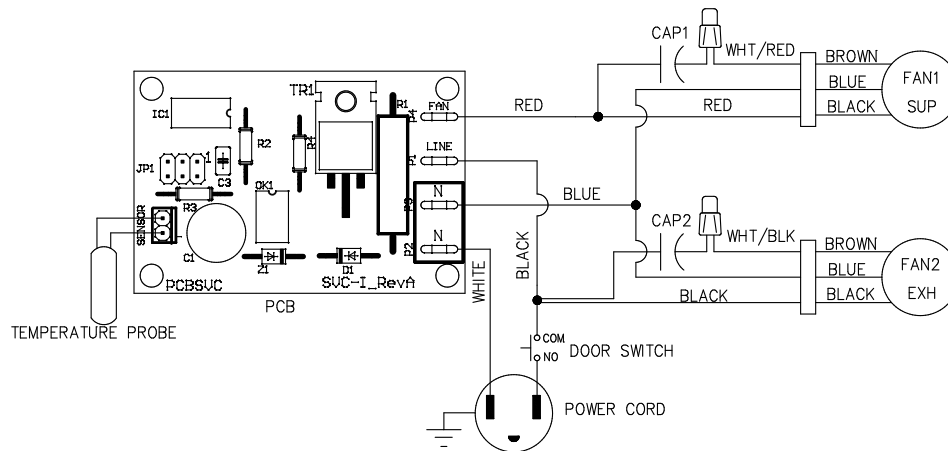 CAP1
WHT/RED
BROWN
BLUE
BLACK
FAN1
SUP
RED
RED
TR1
R1
FAN
P4
IC1
R2
R4
LINE
P1
JP1
1
C3
OK1
N
P3
BLUE
R3
SENSOR
C1
N
P2
BLACK
CAP2
WHT/BLK
BROWN
BLUE
BLACK
FAN2
EXH
Z1
D1
PCBSVC
SVC-I_RevA
WHITE
BLACK
PCB
TEMPERATURE PROBE
COM
NO
DOOR SWITCH
POWER CORD